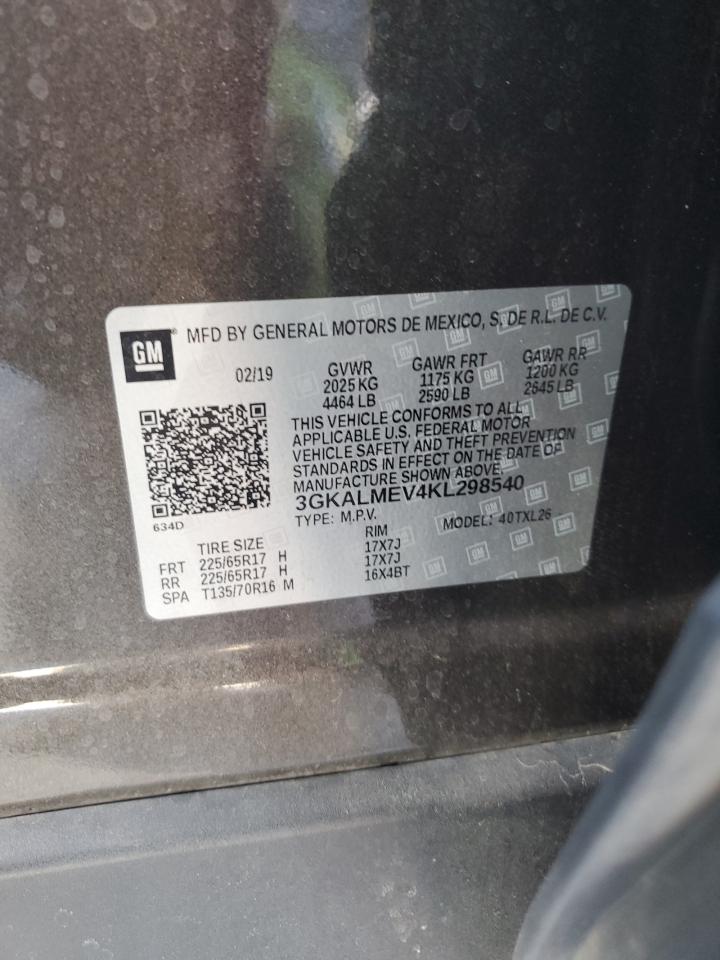 GM® MFD BY GENERAL MOTORS DE MEXICO, S. DE R.L. DE C.V.
02/19 GVWR GAWR FRT GAWR RR
2025 KG 1175 KG 1200 KG
4464 LB 2590 LB 2645 LB
THIS VEHICLE CONFORMS TO ALL
APPLICABLE U.S. FEDERAL MOTOR
VEHICLE SAFETY AND THEFT PREVENTION
STANDARDS IN EFFECT ON THE DATE OF
MANUFACTURE SHOWN ABOVE.
3GKALMEV4KL298540
634D
TYPE: M.P.V. MODEL: 40TXL26
TIRE SIZE RIM
FRT 225/65R17 H 17X7J
RR 225/65R17 H 17X7J
SPA T135/70R16 M 16X4BT